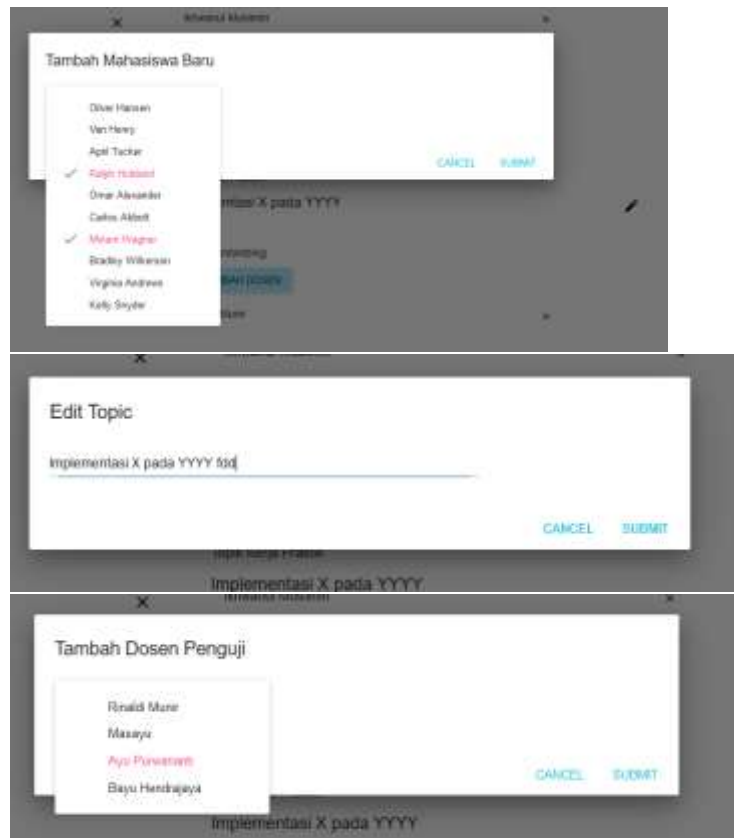 Tambah Mahasiswa Baru
Oliver Hansen
Van Henry
April Tucker
Ralph Hubbard
Omar Alexander
Carlos Abbott
Miriam Wagner
Bradley Wilkerson
Virginia Andrews
Kelly Snyder
CANCEL SUBMIT
X pada YYYY
Edit Topic
Implementasi X pada YYYY fdd
CANCEL SUBMIT
Implementasi X pada YYYY
Tambah Dosen Penguji
Rinaldi Munir
Masayu
Ayu Purwarianti
Bayu Hendrajaya
CANCEL SUBMIT
Implementasi X pada YYYY